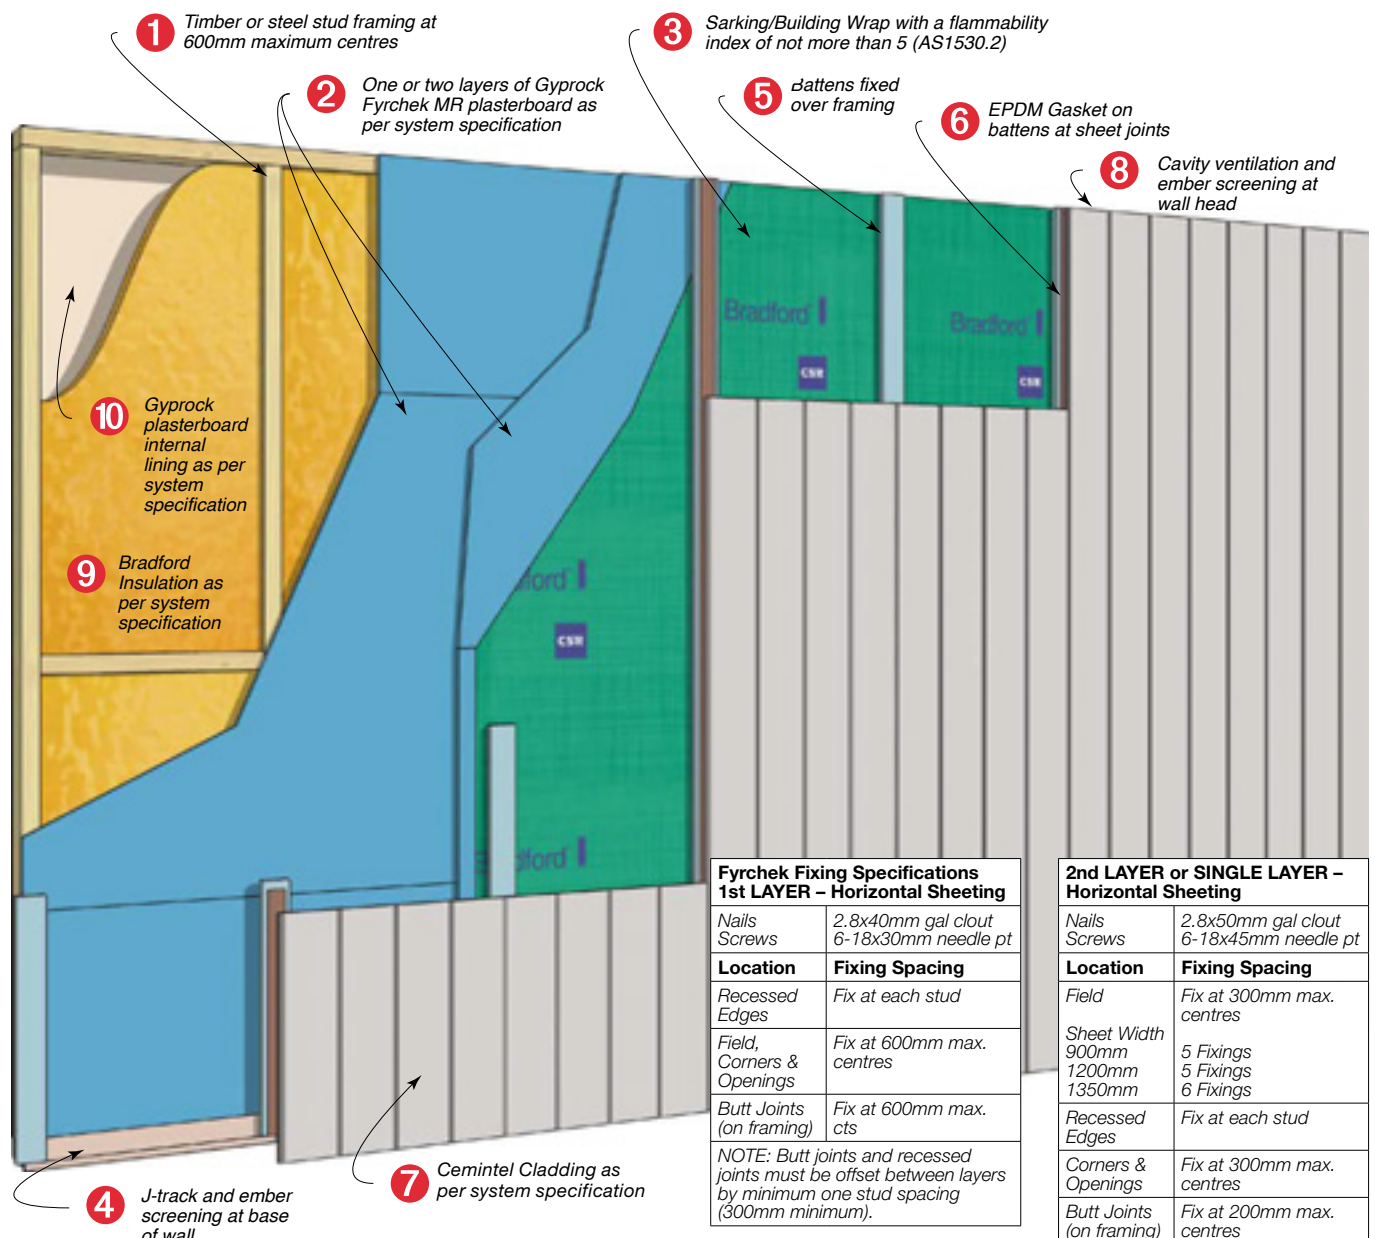 1 Timber or steel stud framing at
600mm maximum centres
2 One or two layers of Gyprock
Fyrchek MR plasterboard as
per system specification
3 Sarking/Building Wrap with a flammability
index of not more than 5 (AS1530.2)
5 Battens fixed
over framing
6 EPDM Gasket on
battens at sheet joints
8 Cavity ventilation and
ember screening at
wall head
Bradford
Bradford
CSR
CSR
10 Gyprock
plasterboard
internal
lining as per
system
specification
9 Bradford
Insulation as
per system
specification
dford
CSR
dford
4 J-track and ember
screening at base
of wall
7 Cemintel Cladding as
per system specification
Fyrchek Fixing Specifications
1st LAYER – Horizontal Sheeting
Nails 2.8x40mm gal clout
Screws 6-18x30mm needle pt
Location Fixing Spacing
Recessed Fix at each stud
Edges
Field, Fix at 600mm max.
Corners & centres
Openings
Butt Joints Fix at 600mm max.
(on framing) cts
NOTE: Butt joints and recessed
joints must be offset between layers
by minimum one stud spacing
(300mm minimum).
2nd LAYER or SINGLE LAYER –
Horizontal Sheeting
Nails 2.8x50mm gal clout
Screws 6-18x45mm needle pt
Location Fixing Spacing
Field Fix at 300mm max.
centres
Sheet Width
900mm 5 Fixings
1200mm 5 Fixings
1350mm 6 Fixings
Recessed Fix at each stud
Edges
Corners & Fix at 300mm max.
Openings centres
Butt Joints Fix at 200mm max.
(on framing) centres